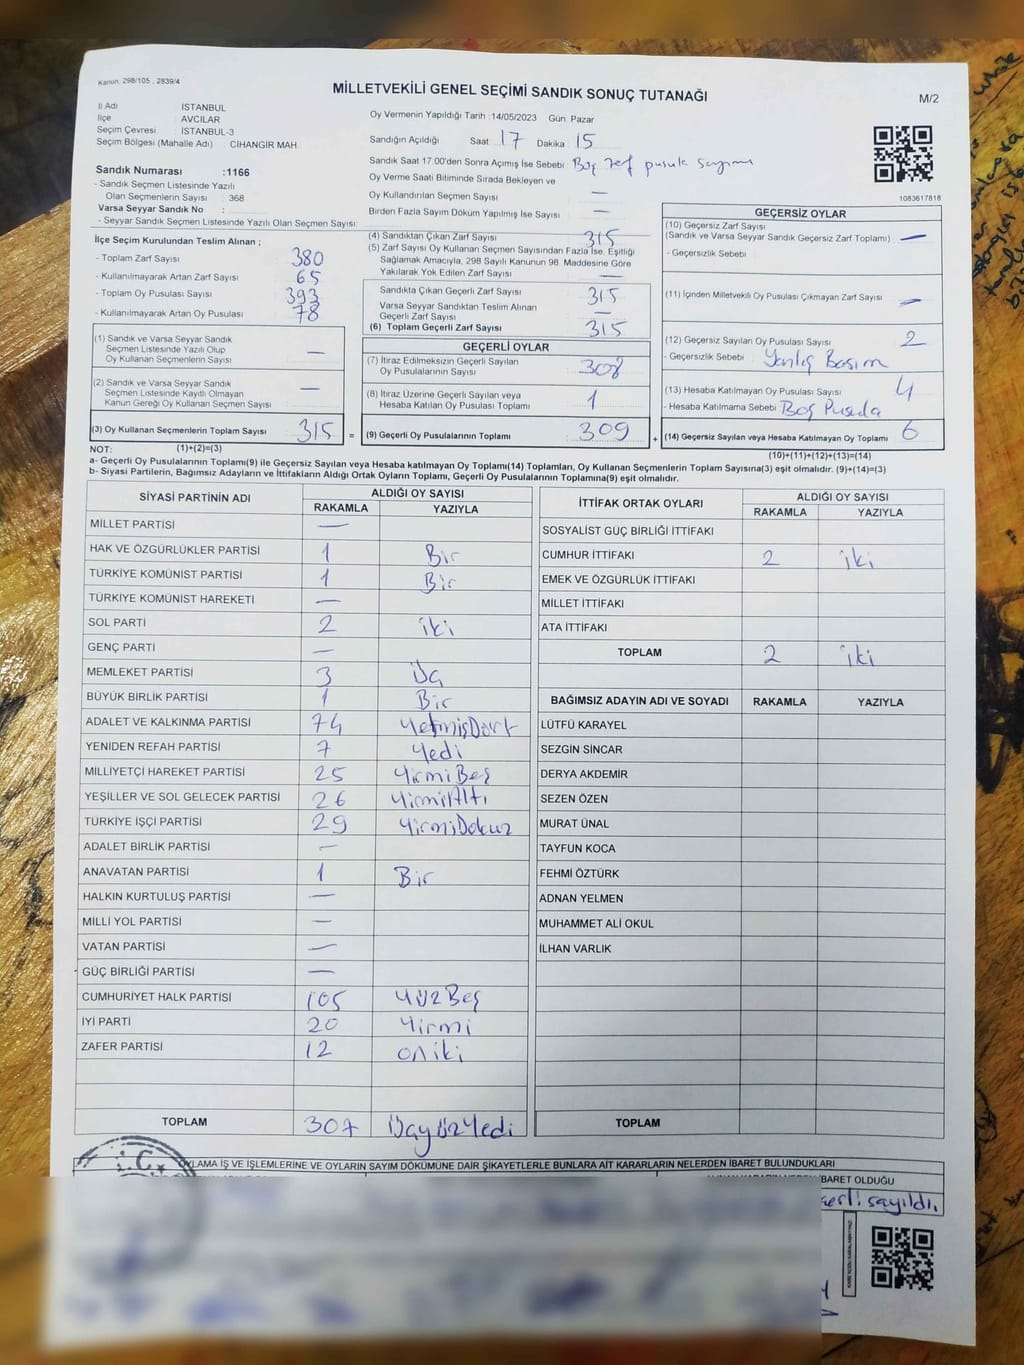 Kanun: 298/105 , 2839/4
MİLLETVEKİLİ GENEL SEÇİMİ SANDIK SONUÇ TUTANAĞI
M/2
İl Adı İSTANBUL
İlçe AVCILAR
Seçim Çevresi : İSTANBUL-3
Seçim Bölgesi (Mahalle Adı) : CİHANGİR MAH
Sandık Numarası :1166
- Sandık Seçmen Listesinde Yazılı
Olan Seçmenlerin Sayısı : 368
Varsa Seyyar Sandık No :
- Seyyar Sandık Seçmen Listesinde Yazılı Olan Seçmen Sayısı:
Oy Vermenin Yapıldığı Tarih : 14/05/2023 Gün: Pazar
Sandığın Açıldığı Saat 17 Dakika 15
Sandık Saat 17:00'den Sonra Açımış İse Sebebi : Boş zarf pusula sayımı
Oy Verme Saati Bitiminde Sırada Bekleyen ve
Oy Kullandırılan Seçmen Sayısı —
Birden Fazla Sayım Döküm Yapılmış İse Sayısı : —
1083617818
İlçe Seçim Kurulundan Teslim Alınan ;
- Toplam Zarf Sayısı : 380
- Kullanılmayarak Artan Zarf Sayısı : 65
- Toplam Oy Pusulası Sayısı : 393
- Kullanılmayarak Artan Oy Pusulası : 78
(1) Sandık ve Varsa Seyyar Sandık
Seçmen Listesinde Yazılı Olup
Oy Kullanan Seçmenlerin Sayısı : —
(2) Sandık ve Varsa Seyyar Sandık
Seçmen Listesinde Kayıtlı Olmayan
Kanun Gereği Oy Kullanan Seçmen Sayısı : —
(3) Oy Kullanan Seçmenlerin Toplam Sayısı : 315 =
NOT: (1)+(2)=(3)
(4) Sandıktan Çıkan Zarf Sayısı : 315
(5) Zarf Sayısı Oy Kullanan Seçmen Sayısından Fazla İse, Eşitliği
Sağlamak Amacıyla, 298 Sayılı Kanunun 98. Maddesine Göre
Yakılarak Yok Edilen Zarf Sayısı : —
Sandıkta Çıkan Geçerli Zarf Sayısı : 315
Varsa Seyyar Sandıktan Teslim Alınan
Geçerli Zarf Sayısı : —
(6) Toplam Geçerli Zarf Sayısı : 315
GEÇERLİ OYLAR
(7) İtiraz Edilmeksizin Geçerli Sayılan
Oy Pusulalarının Sayısı : 308
(8) İtiraz Üzerine Geçerli Sayılan veya
Hesaba Katılan Oy Pusulası Toplamı : 1
(9) Geçerli Oy Pusulalarının Toplamı : 309 +
GEÇERSİZ OYLAR
(10) Geçersiz Zarf Sayısı
(Sandık ve Varsa Seyyar Sandık Geçersiz Zarf Toplamı) : —
- Geçersizlik Sebebi :
(11) İçinden Milletvekili Oy Pusulası Çıkmayan Zarf Sayısı : —
(12) Geçersiz Sayılan Oy Pusulası Sayısı : 2
- Geçersizlik Sebebi : Yanlış Basım
(13) Hesaba Katılmayan Oy Pusulası Sayısı : 4
- Hesaba Katılmama Sebebi : Boş Pusula
(14) Geçersiz Sayılan veya Hesaba Katılmayan Oy Toplamı : 6
(10)+(11)+(12)+(13)=(14)
a- Geçerli Oy Pusulalarının Toplamı(9) ile Geçersiz Sayılan veya Hesaba katılmayan Oy Toplamı(14) Toplamları, Oy Kullanan Seçmenlerin Toplam Sayısına(3) eşit olmalıdır. (9)+(14)=(3)
b- Siyasi Partilerin, Bağımsız Adayların ve İttifakların Aldığı Ortak Oyların Toplamı, Geçerli Oy Pusulalarının Toplamına(9) eşit olmalıdır.
SİYASİ PARTİNİN ADI ALDIĞI OY SAYISI
RAKAMLA YAZIYLA
MİLLET PARTİSİ —
HAK VE ÖZGÜRLÜKLER PARTİSİ 1 Bir
TÜRKİYE KOMÜNİST PARTİSİ 1 Bir
TÜRKİYE KOMÜNİST HAREKETİ —
SOL PARTİ 2 iki
GENÇ PARTİ —
MEMLEKET PARTİSİ 3 Üç
BÜYÜK BİRLİK PARTİSİ 1 Bir
ADALET VE KALKINMA PARTİSİ 74 YetmişDört
YENİDEN REFAH PARTİSİ 7 Yedi
MİLLİYETÇİ HAREKET PARTİSİ 25 YirmiBeş
YEŞİLLER VE SOL GELECEK PARTİSİ 26 YirmiAltı
TÜRKİYE İŞÇİ PARTİSİ 29 YirmiDokuz
ADALET BİRLİK PARTİSİ —
ANAVATAN PARTİSİ 1 Bir
HALKIN KURTULUŞ PARTİSİ —
MİLLİ YOL PARTİSİ —
VATAN PARTİSİ —
GÜÇ BİRLİĞİ PARTİSİ —
CUMHURİYET HALK PARTİSİ 105 YüzBeş
İYİ PARTİ 20 Yirmi
ZAFER PARTİSİ 12 oniki
TOPLAM 307 ÜçyüzYedi
İTTİFAK ORTAK OYLARI ALDIĞI OY SAYISI
RAKAMLA YAZIYLA
SOSYALİST GÜÇ BİRLİĞİ İTTİFAKI
CUMHUR İTTİFAKI 2 iki
EMEK VE ÖZGÜRLÜK İTTİFAKI
MİLLET İTTİFAKI
ATA İTTİFAKI
TOPLAM 2 iki
BAĞIMSIZ ADAYIN ADI VE SOYADI RAKAMLA YAZIYLA
LÜTFÜ KARAYEL
SEZGİN SİNCAR
DERYA AKDEMİR
SEZEN ÖZEN
MURAT ÜNAL
TAYFUN KOCA
FEHMİ ÖZTÜRK
ADNAN YELMEN
MUHAMMET ALİ OKUL
İLHAN VARLIK
TOPLAM
OYLAMA İŞ VE İŞLEMLERİNE VE OYLARIN SAYIM DÖKÜMÜNE DAİR ŞİKAYETLERLE BUNLARA AİT KARARLARIN NELERDEN İBARET BULUNDUKLARI
İBARET OLDUĞU
sayıldı.